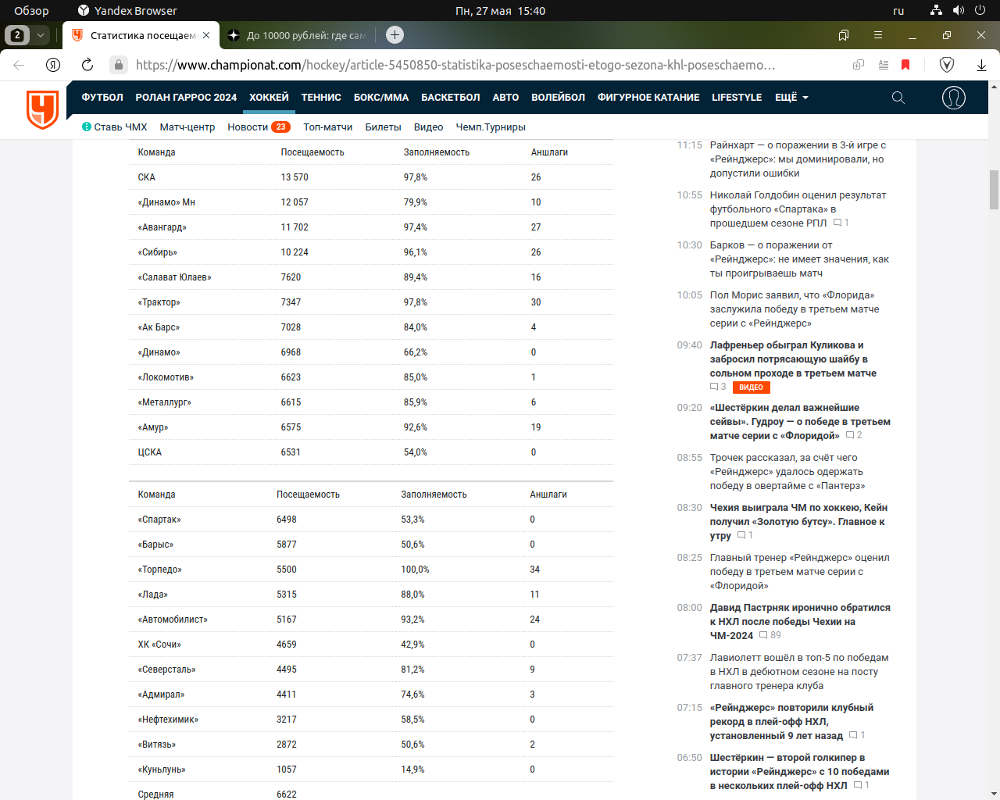 Обзор Yandex Browser Пн, 27 мая 15:40 ru
2 Статистика посещаем До 10000 рублей: где сам
https://www.championat.com/hockey/article-5450850-statistika-poseschaemosti-etogo-sezona-khl-poseschaemo…
ФУТБОЛ РОЛАН ГАРРОС 2024 ХОККЕЙ ТЕННИС БОКС/ММА БАСКЕТБОЛ АВТО ВОЛЕЙБОЛ ФИГУРНОЕ КАТАНИЕ LIFESTYLE ЕЩЁ
Ставь ЧМХ Матч-центр Новости 23 Топ-матчи Билеты Видео Чемп.Турниры
Команда Посещаемость Заполняемость Аншлаги
СКА 13 570 97,8% 26
«Динамо» Мн 12 057 79,9% 10
«Авангард» 11 702 97,4% 27
«Сибирь» 10 224 96,1% 26
«Салават Юлаев» 7620 89,4% 16
«Трактор» 7347 97,8% 30
«Ак Барс» 7028 84,0% 4
«Динамо» 6968 66,2% 0
«Локомотив» 6623 85,0% 1
«Металлург» 6615 85,9% 6
«Амур» 6575 92,6% 19
ЦСКА 6531 54,0% 0
Команда Посещаемость Заполняемость Аншлаги
«Спартак» 6498 53,3% 0
«Барыс» 5877 50,6% 0
«Торпедо» 5500 100,0% 34
«Лада» 5315 88,0% 11
«Автомобилист» 5167 93,2% 24
ХК «Сочи» 4659 42,9% 0
«Северсталь» 4495 81,2% 9
«Адмирал» 4411 74,6% 3
«Нефтехимик» 3217 58,5% 0
«Витязь» 2872 50,6% 2
«Куньлунь» 1057 14,9% 0
Средняя 6622
11:15 Райнхарт — о поражении в 3-й игре с
«Рейнджерс»: мы доминировали, но
допустили ошибки
10:55 Николай Голдобин оценил результат
футбольного «Спартака» в
прошедшем сезоне РПЛ 1
10:30 Барков — о поражении от
«Рейнджерс»: не имеет значения, как
ты проигрываешь матч
10:05 Пол Морис заявил, что «Флорида»
заслужила победу в третьем матче
серии с «Рейнджерс»
09:40 Лафреньер обыграл Куликова и
забросил потрясающую шайбу в
сольном проходе в третьем матче
3 ВИДЕО
09:20 «Шестёркин делал важнейшие
сейвы». Гудроу — о победе в третьем
матче серии с «Флоридой» 2
08:55 Трочек рассказал, за счёт чего
«Рейнджерс» удалось одержать
победу в овертайме с «Пантерз»
08:30 Чехия выиграла ЧМ по хоккею, Кейн
получил «Золотую бутсу». Главное к
утру 1
08:25 Главный тренер «Рейнджерс» оценил
победу в третьем матче серии с
«Флоридой»
08:00 Давид Пастрняк иронично обратился
к НХЛ после победы Чехии на
ЧМ-2024 89
07:37 Лавиолетт вошёл в топ-5 по победам
в НХЛ в дебютном сезоне на посту
главного тренера клуба
07:15 «Рейнджерс» повторили клубный
рекорд в плей-офф НХЛ,
установленный 9 лет назад 1
06:50 Шестёркин — второй голкипер в
истории «Рейнджерс» с 10 победами
в нескольких плей-офф НХЛ 1